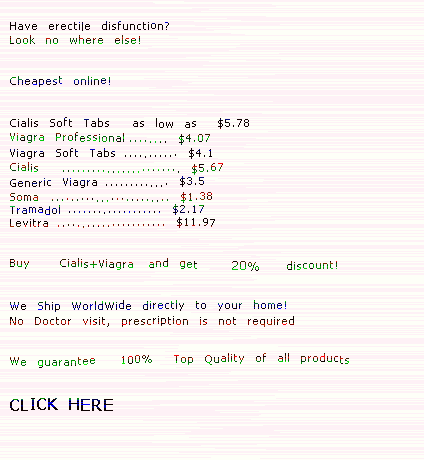 Have erectile disfunction?
Look no where else!
Cheapest online!
Cialis Soft Tabs as low as $5.78
Viagra Professional........ $4.07
Viagra Soft Tabs ........... $4.1
Cialis ....................... $5.67
Generic Viagra ............. $3.5
Soma ........................ $1.38
Tramadol ................... $2.17
Levitra ...................... $11.97
Buy Cialis+Viagra and get 20% discount!
We Ship WorldWide directly to your home!
No Doctor visit, prescription is not required
We guarantee 100% Top Quality of all products
CLICK HERE